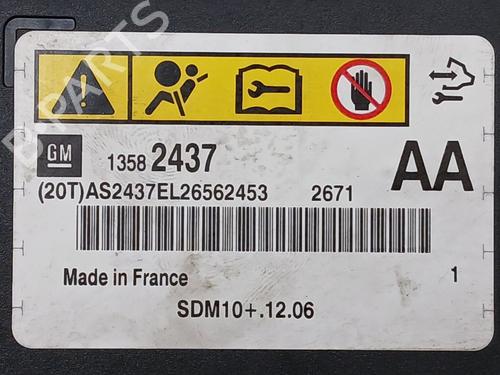 B-PARTS
GM
1358 2437
AA
(20T)AS2437EL26562453 2671
Made in France
1
SDM10+.12.06